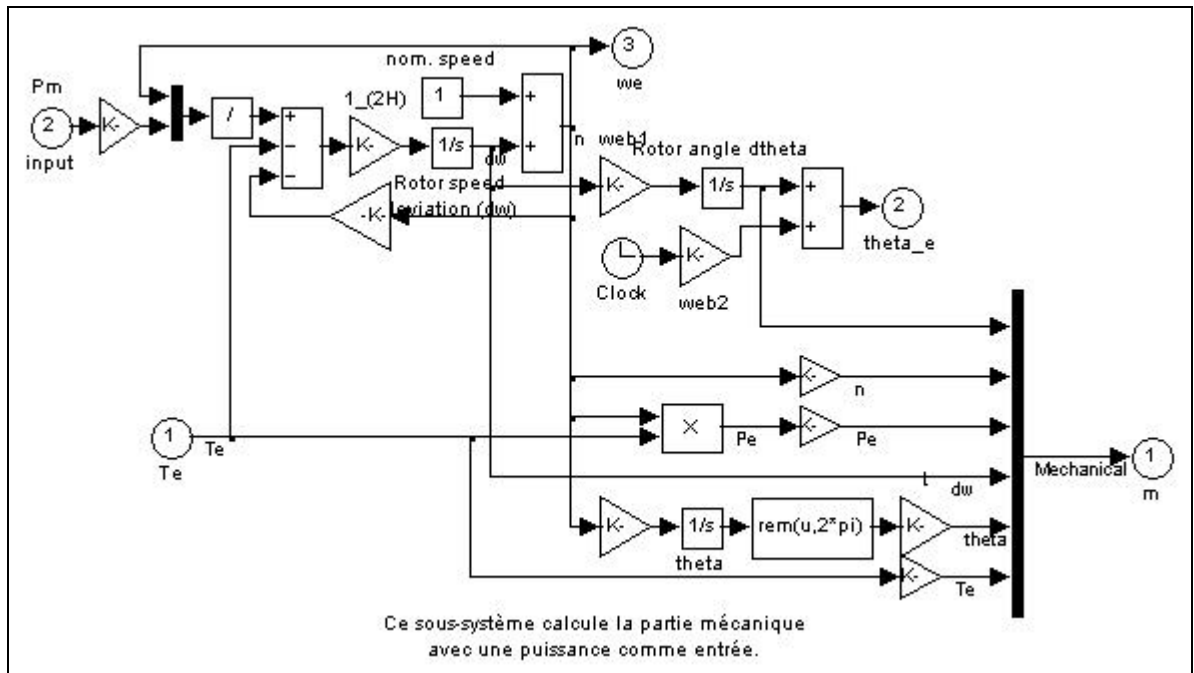 3
we
nom. speed
1
Pm
2
input
K-
/
+
−
−
1_(2H)
K-
1/s
dw
+
+
n
web1
Rotor angle dtheta
K-
1/s
+
+
2
theta_e
Rotor speed
deviation (dw)
-K-
Clock
K-
web2
K-
n
1
Te
Te
×
Pe
K-
Pe
Mechanical
1
m
dw
K-
1/s
theta
rem(u,2*pi)
K-
theta
K-
Te
Ce sous-système calcule la partie mécanique
avec une puissance comme entrée.